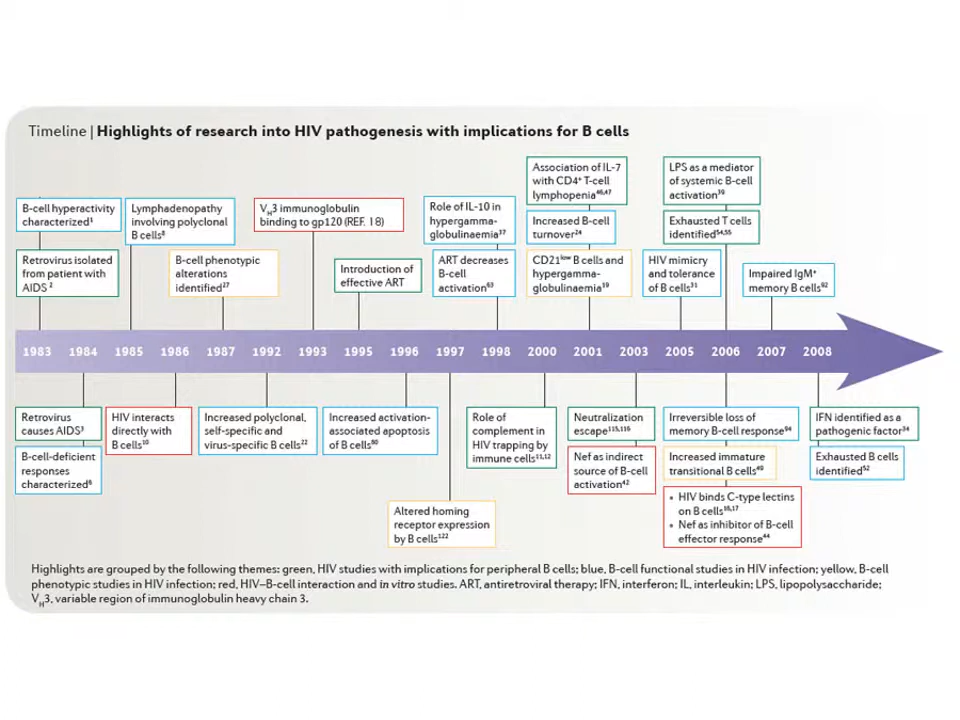 Timeline | Highlights of research into HIV pathogenesis with implications for B cells
B-cell hyperactivity
characterized¹
Retrovirus isolated
from patient with
AIDS ²
Lymphadenopathy
involving polyclonal
B cells⁸
B-cell phenotypic
alterations
identified²⁷
V_H3 immunoglobulin
binding to gp120 (REF. 18)
Introduction of
effective ART
Role of IL-10 in
hypergamma-
globulinaemia³⁷
ART decreases
B-cell
activation⁶³
Association of IL-7
with CD4⁺ T-cell
lymphopenia⁴⁶,⁴⁷
Increased B-cell
turnover²⁴
CD21ˡᵒʷ B cells and
hypergamma-
globulinaemia³⁹
HIV mimicry
and tolerance
of B cells³¹
LPS as a mediator
of systemic B-cell
activation³⁹
Exhausted T cells
identified⁵⁴,⁵⁵
Impaired IgM⁺
memory B cells⁹²
1983 1984 1985 1986 1987 1992 1993 1995 1996 1997 1998 2000 2001 2003 2005 2006 2007 2008
Retrovirus
causes AIDS³
B-cell-deficient
responses
characterized⁶
HIV interacts
directly with
B cells¹⁰
Increased polyclonal,
self-specific and
virus-specific B cells²²
Increased activation-
associated apoptosis
of B cells⁸⁰
Altered homing
receptor expression
by B cells¹²²
Role of
complement in
HIV trapping by
immune cells¹¹,¹²
Neutralization
escape¹¹⁵,¹¹⁶
Nef as indirect
source of B-cell
activation⁴²
Irreversible loss of
memory B-cell response⁹⁴
Increased immature
transitional B cells⁴⁹
• HIV binds C-type lectins
on B cells¹⁶,¹⁷
• Nef as inhibitor of B-cell
effector response⁴⁴
IFN identified as a
pathogenic factor³⁴
Exhausted B cells
identified⁵²
Highlights are grouped by the following themes: green, HIV studies with implications for peripheral B cells; blue, B-cell functional studies in HIV infection; yellow, B-cell
phenotypic studies in HIV infection; red, HIV–B-cell interaction and in vitro studies. ART, antiretroviral therapy; IFN, interferon; IL, interleukin; LPS, lipopolysaccharide;
V_H3, variable region of immunoglobulin heavy chain 3.